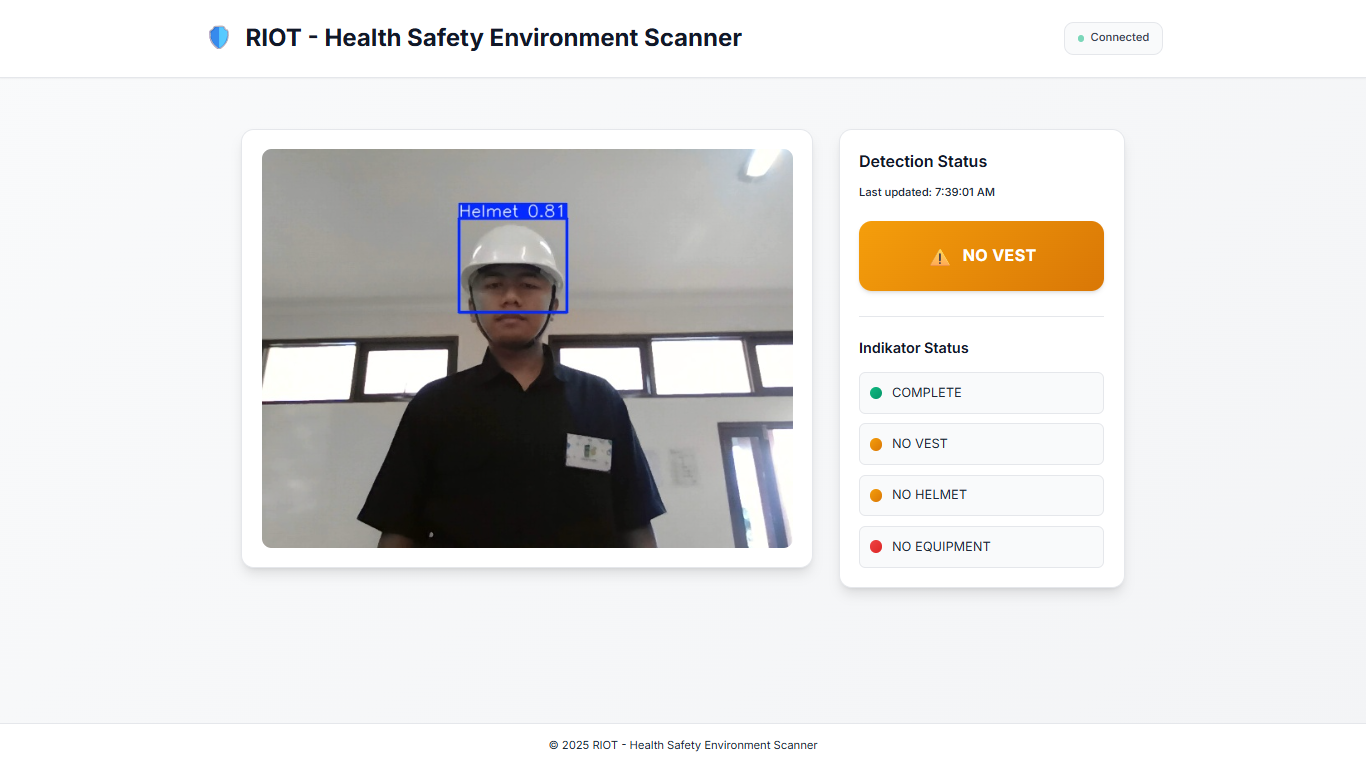 RIOT - Health Safety Environment Scanner
Connected
Helmet 0.81
Detection Status
Last updated: 7:39:01 AM
NO VEST
Indikator Status
COMPLETE
NO VEST
NO HELMET
NO EQUIPMENT
© 2025 RIOT - Health Safety Environment Scanner